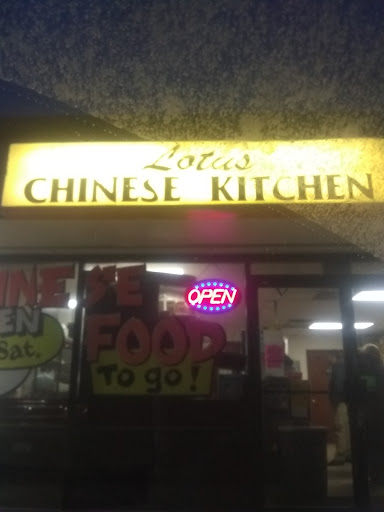 Lotus
CHINESE KITCHEN
OPEN
FOOD
To go!
Sat.